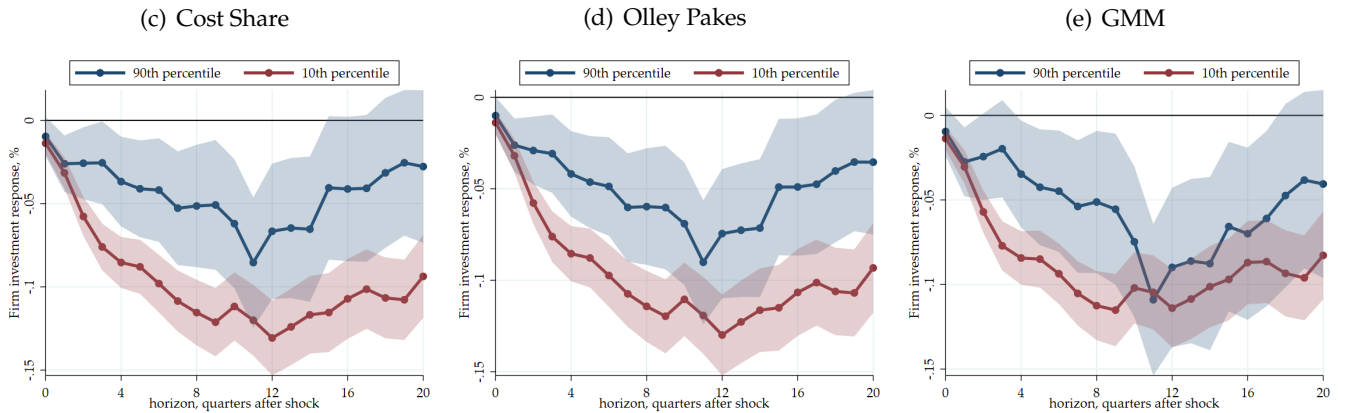 (c) Cost Share
90th percentile 10th percentile
Firm investment response, %
0
-.05
-.1
-.15
0 4 8 12 16 20
horizon, quarters after shock
(d) Olley Pakes
90th percentile 10th percentile
Firm investment response, %
0
-.05
-.1
-.15
0 4 8 12 16 20
horizon, quarters after shock
(e) GMM
90th percentile 10th percentile
Firm investment response, %
0
-.05
-.1
-.15
0 4 8 12 16 20
horizon, quarters after shock